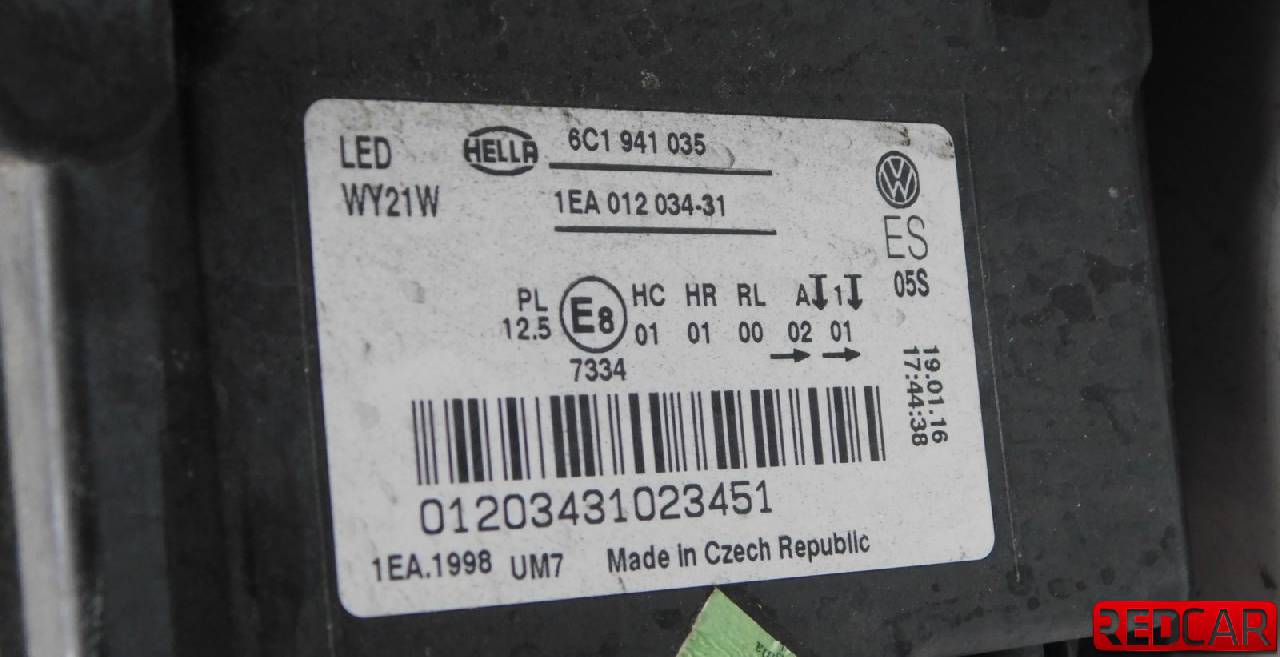 LED
WY21W
HELLA
6C1 941 035
1EA 012 034-31
ES
05S
PL
12.5
E8
7334
HC HR RL A 1
01 01 00 02 01
→ →
19.01.16
17:44:38
01203431023451
1EA.1998 UM7 Made in Czech Republic
REDCAR